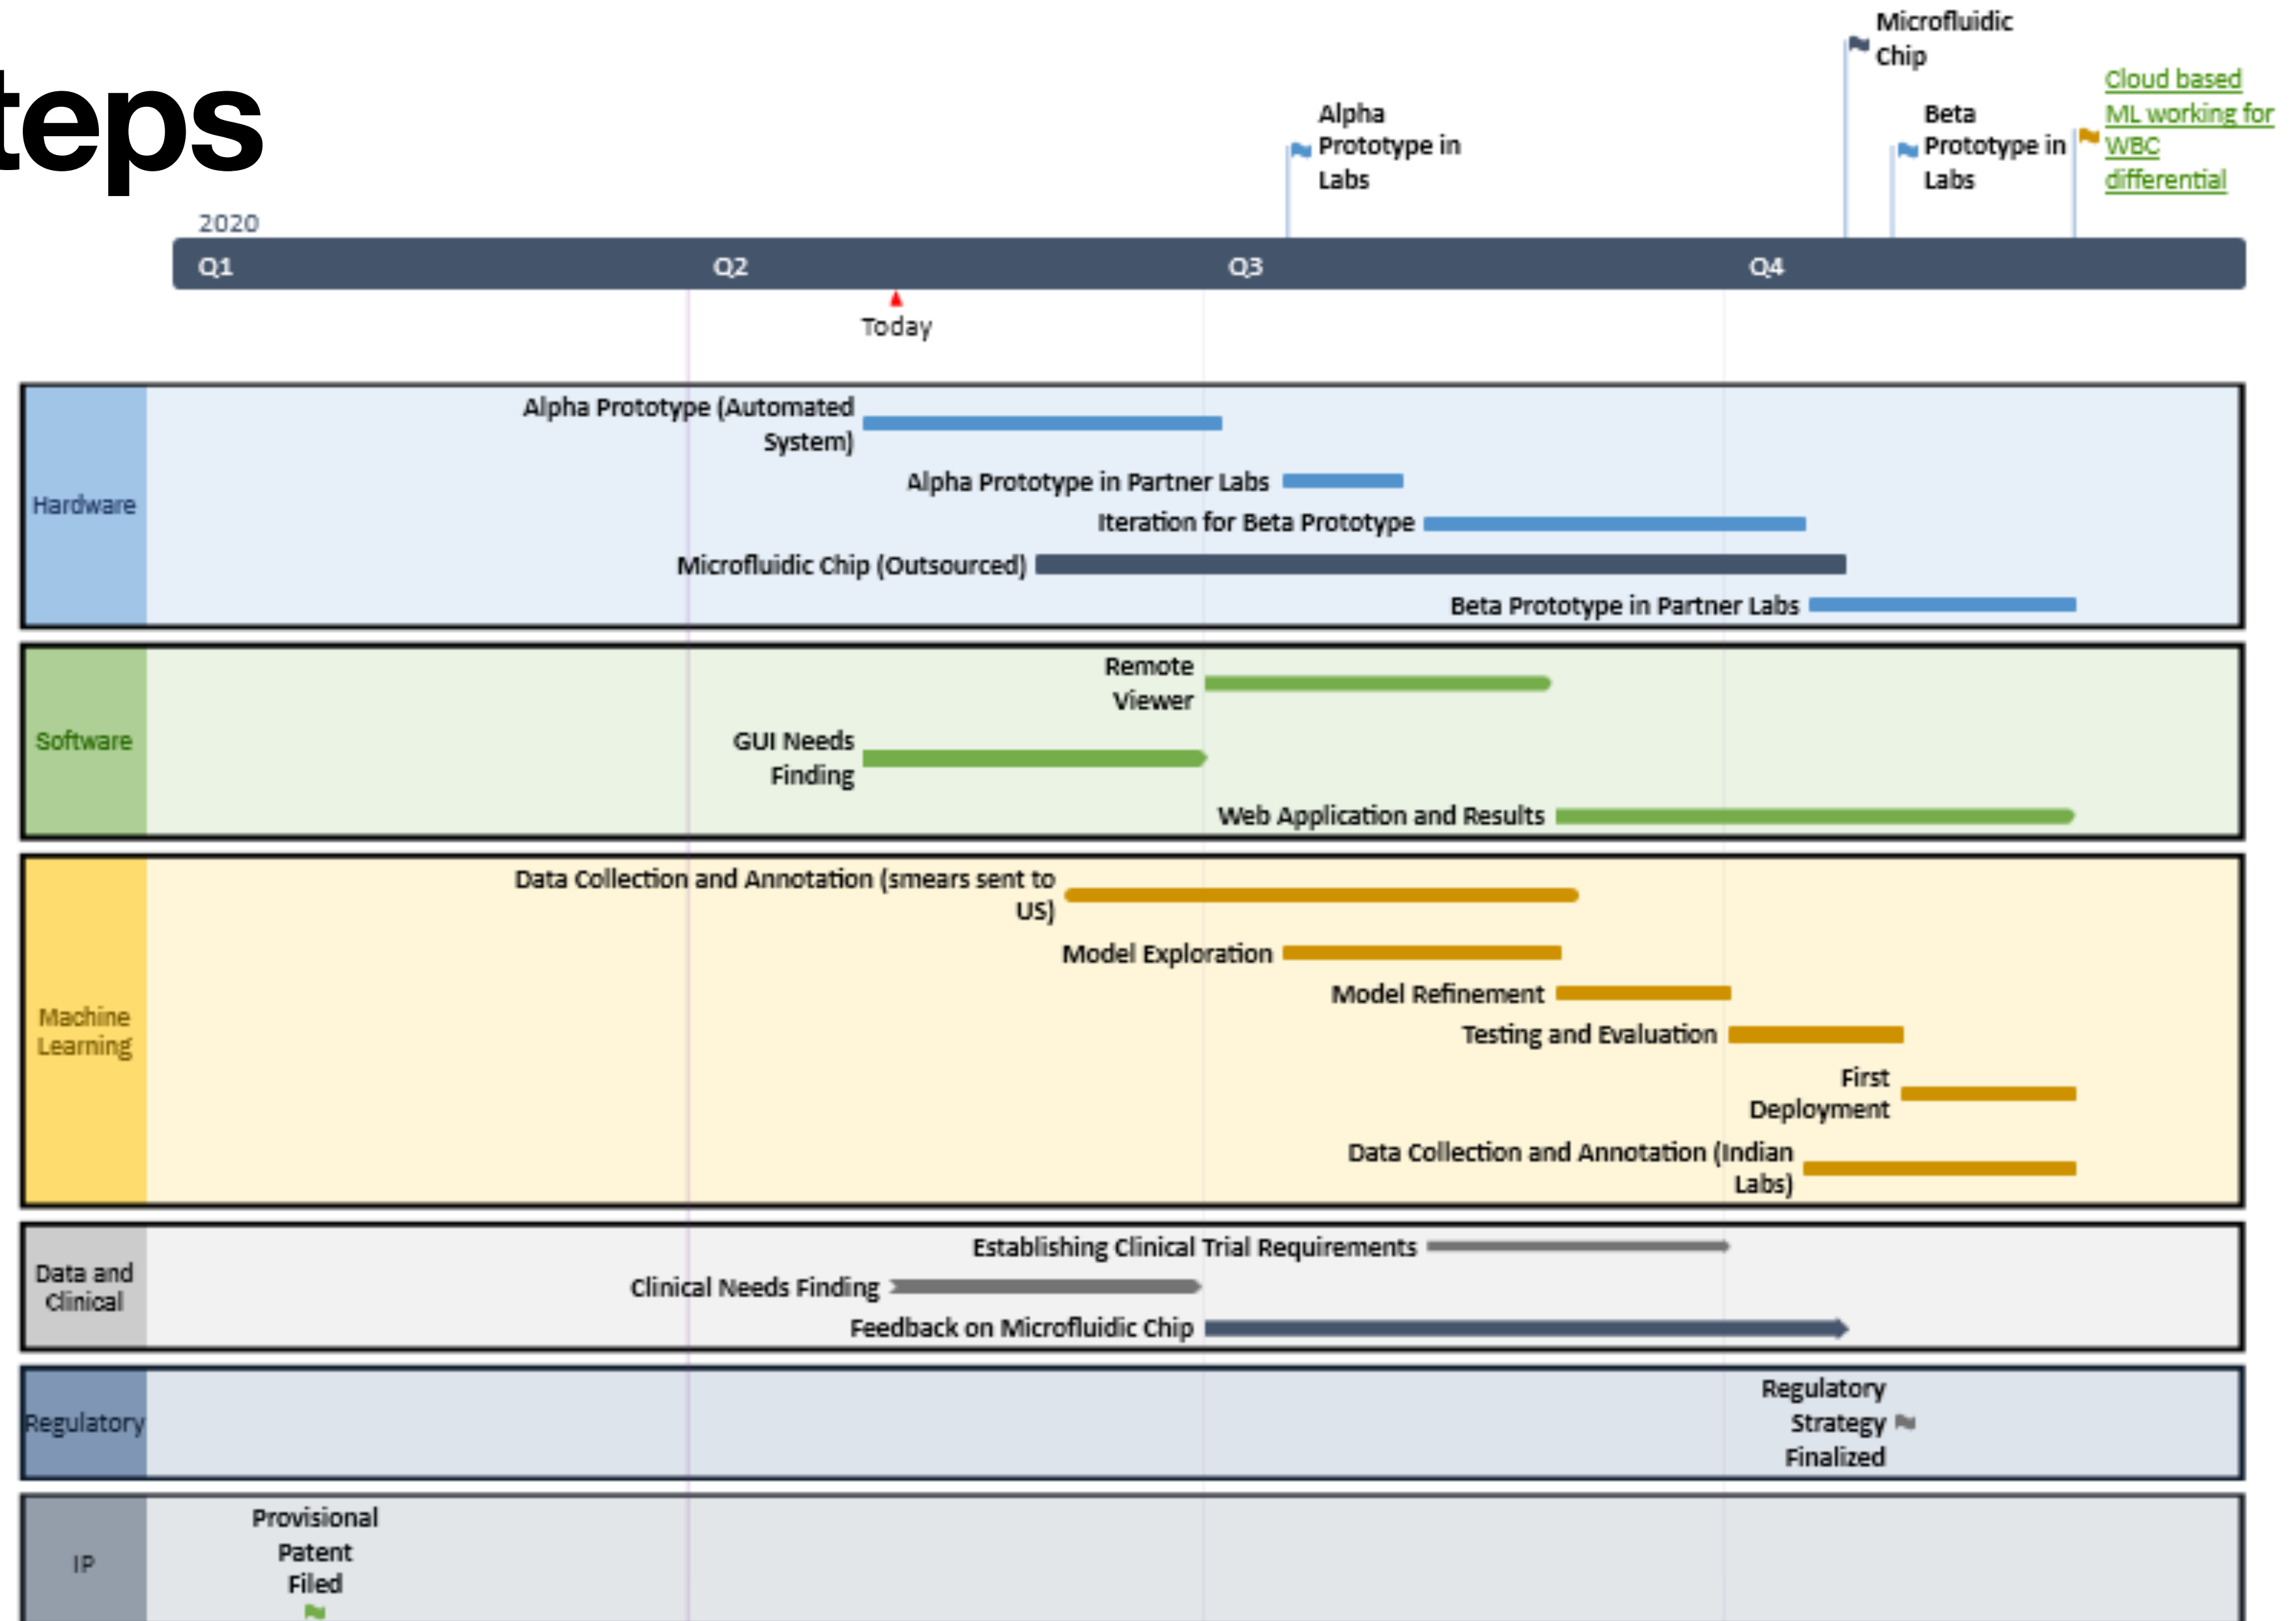 teps
Microfluidic
Chip
Cloud based
ML working for
WBC
differential
Alpha
Prototype in
Labs
Beta
Prototype in
Labs
2020
Q1 Q2 Q3 Q4
Today
Hardware
Alpha Prototype (Automated
System)
Alpha Prototype in Partner Labs
Iteration for Beta Prototype
Microfluidic Chip (Outsourced)
Beta Prototype in Partner Labs
Software
Remote
Viewer
GUI Needs
Finding
Web Application and Results
Machine
Learning
Data Collection and Annotation (smears sent to
US)
Model Exploration
Model Refinement
Testing and Evaluation
First
Deployment
Data Collection and Annotation (Indian
Labs)
Data and
Clinical
Establishing Clinical Trial Requirements
Clinical Needs Finding
Feedback on Microfluidic Chip
Regulatory
Regulatory
Strategy
Finalized
IP
Provisional
Patent
Filed